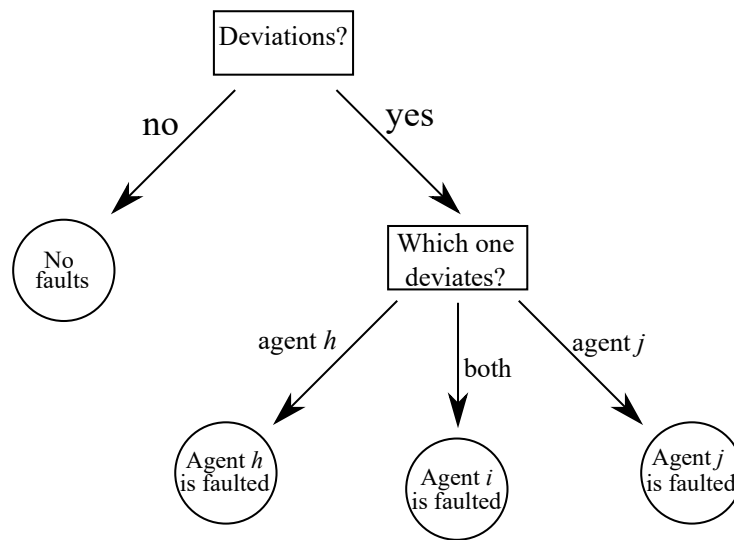 Deviations?
no
yes
No
faults
Which one
deviates?
agent h
both
agent j
Agent h
is faulted
Agent i
is faulted
Agent j
is faulted